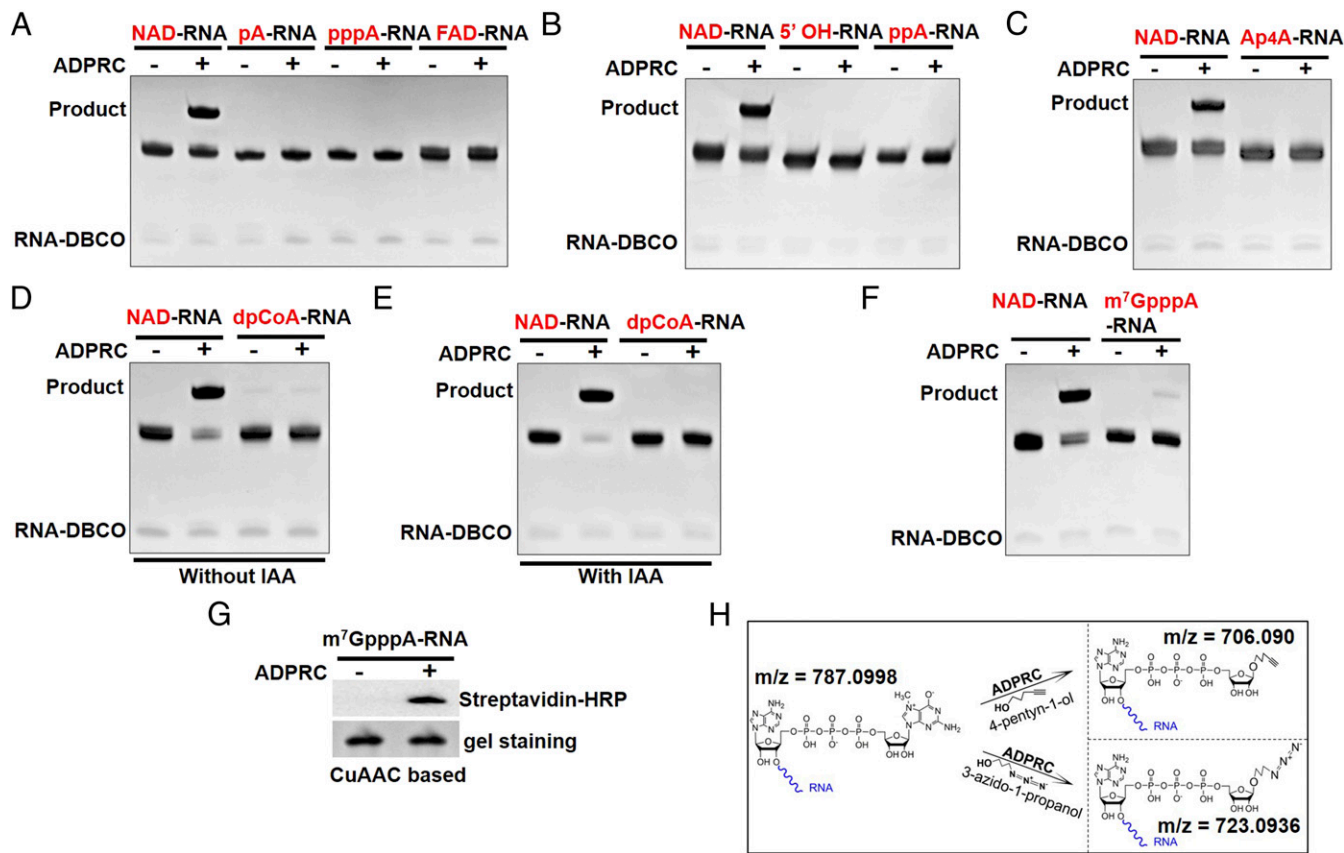 A
NAD-RNA pA-RNA pppA-RNA FAD-RNA
ADPRC - + - + - + - +
Product
RNA-DBCO
B
NAD-RNA 5' OH-RNA ppA-RNA
ADPRC - + - + - +
Product
RNA-DBCO
C
NAD-RNA Ap4A-RNA
ADPRC - + - +
Product
RNA-DBCO
D
NAD-RNA dpCoA-RNA
ADPRC - + - +
Product
RNA-DBCO
Without IAA
E
NAD-RNA dpCoA-RNA
ADPRC - + - +
Product
RNA-DBCO
With IAA
F
NAD-RNA m⁷GpppA
-RNA
ADPRC - + - +
Product
RNA-DBCO
G
m⁷GpppA-RNA
ADPRC - +
Streptavidin-HRP
gel staining
CuAAC based
H
m/z = 787.0998
RNA
ADPRC
4-pentyn-1-ol
ADPRC
3-azido-1-propanol
m/z = 706.090
RNA
m/z = 723.0936
RNA